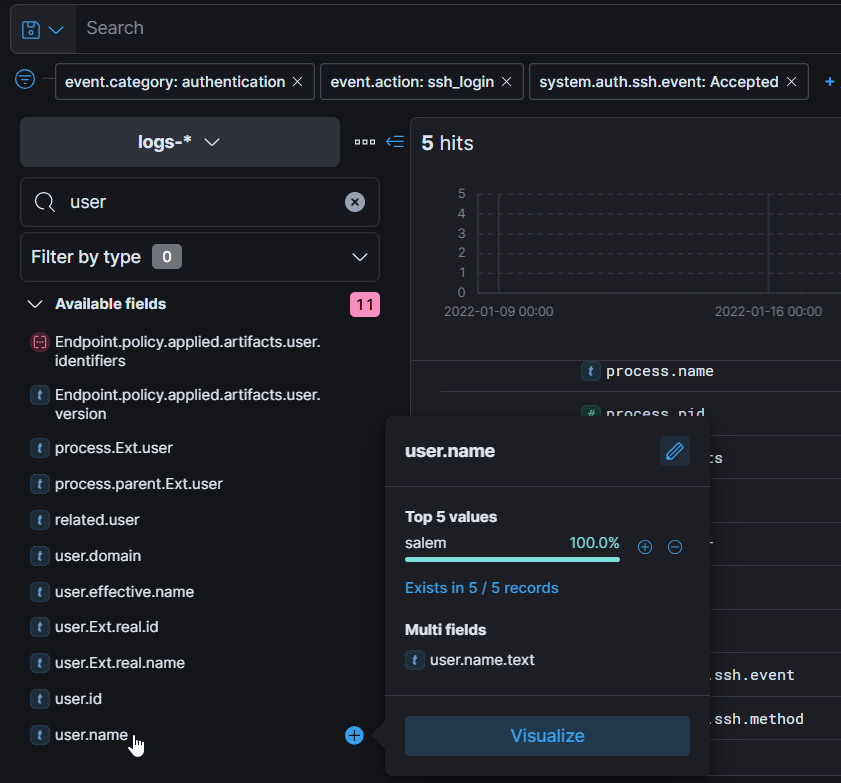 Search
event.category: authentication
event.action: ssh_login
system.auth.ssh.event: Accepted
logs-*
5 hits
user
Filter by type 0
5
4
3
2
1
0
2022-01-09 00:00
2022-01-16 00:00
Available fields 11
Endpoint.policy.applied.artifacts.user.
identifiers
t Endpoint.policy.applied.artifacts.user.
version
t process.Ext.user
t process.parent.Ext.user
t related.user
t user.domain
t user.effective.name
t user.Ext.real.id
t user.Ext.real.name
t user.id
t user.name
t process.name
# process.pid
ts
.ssh.event
.ssh.method
user.name
Top 5 values
salem 100.0%
Exists in 5 / 5 records
Multi fields
t user.name.text
Visualize